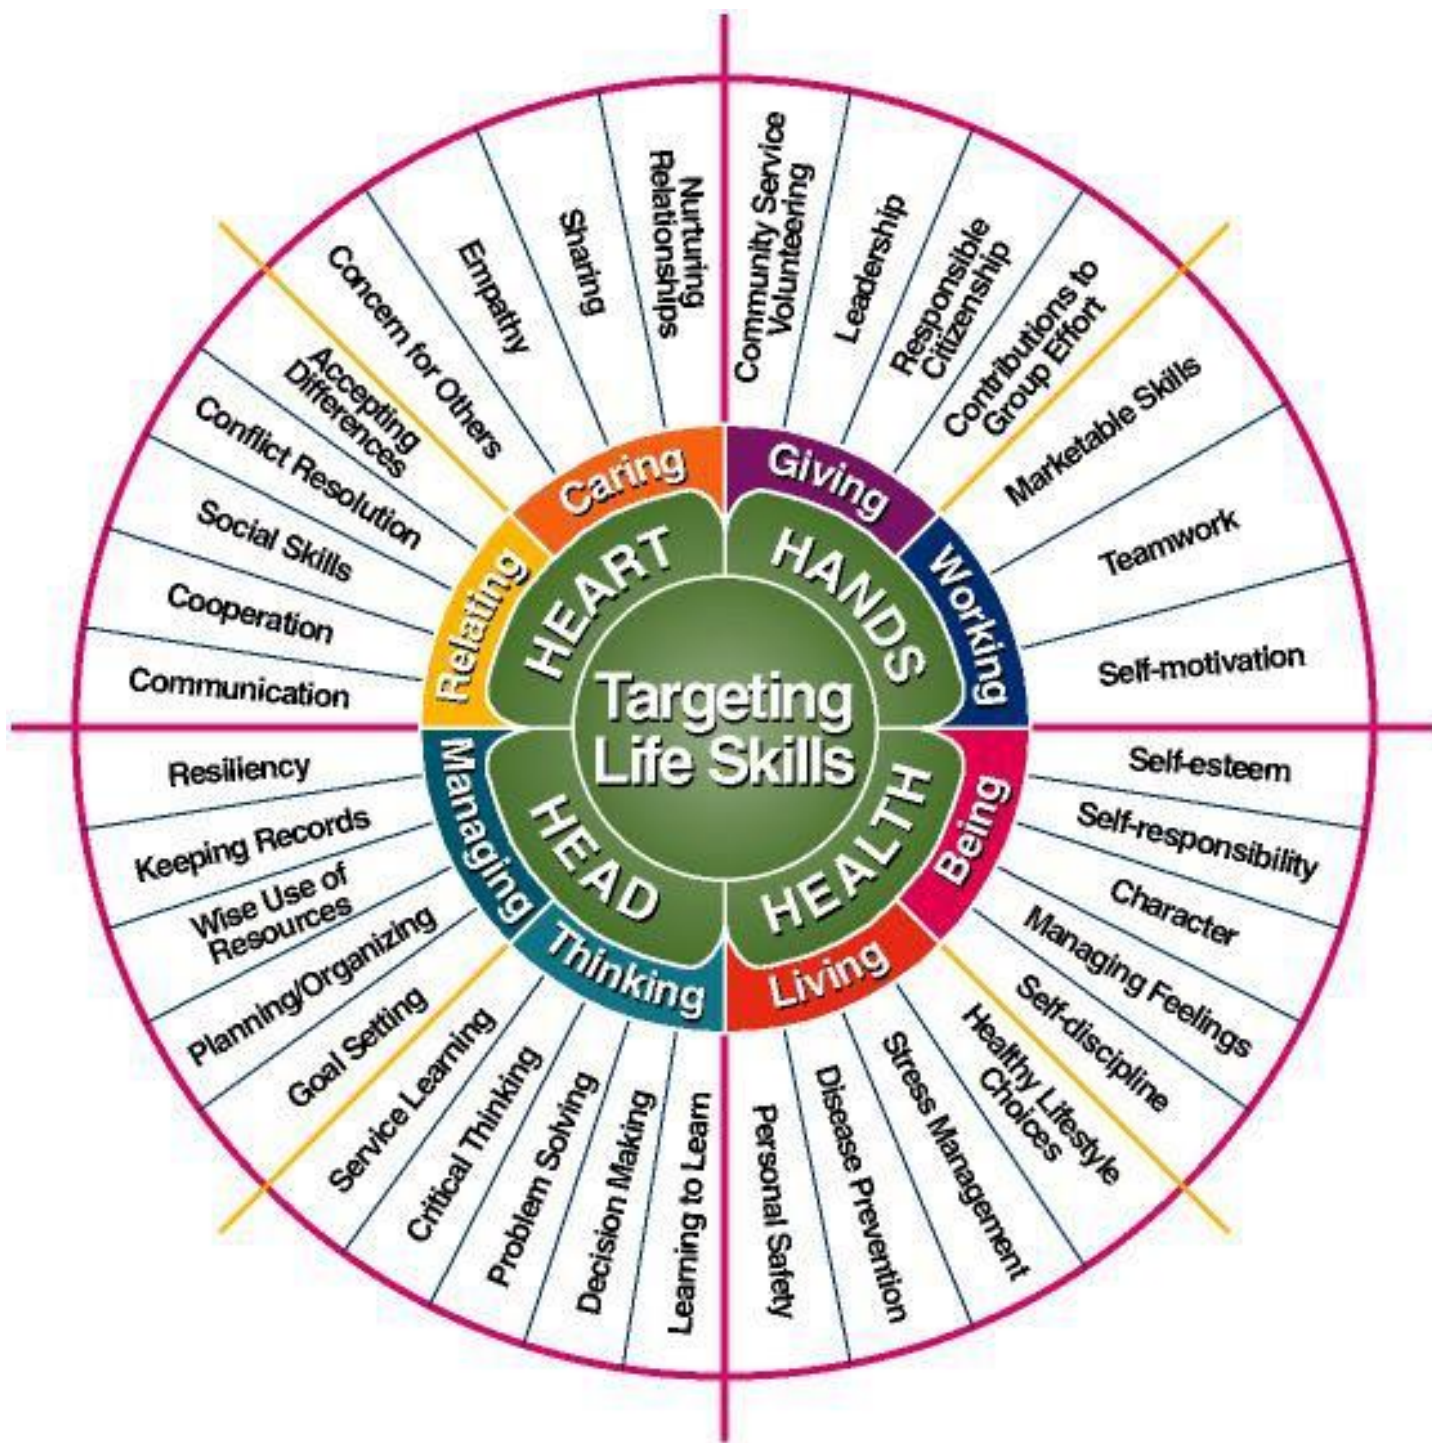 Targeting
Life Skills
HEART
HANDS
HEALTH
HEAD
Caring
Giving
Working
Being
Living
Thinking
Managing
Relating
Nurturing
Relationships
Sharing
Empathy
Concern for Others
Community Service
Volunteering
Leadership
Responsible
Citizenship
Contributions to
Group Effort
Marketable Skills
Teamwork
Self-motivation
Self-esteem
Self-responsibility
Character
Managing Feelings
Self-discipline
Healthy Lifestyle
Choices
Stress Management
Disease Prevention
Personal Safety
Learning to Learn
Decision Making
Problem Solving
Critical Thinking
Service Learning
Goal Setting
Planning/Organizing
Wise Use of
Resources
Keeping Records
Resiliency
Communication
Cooperation
Social Skills
Conflict Resolution
Accepting
Differences